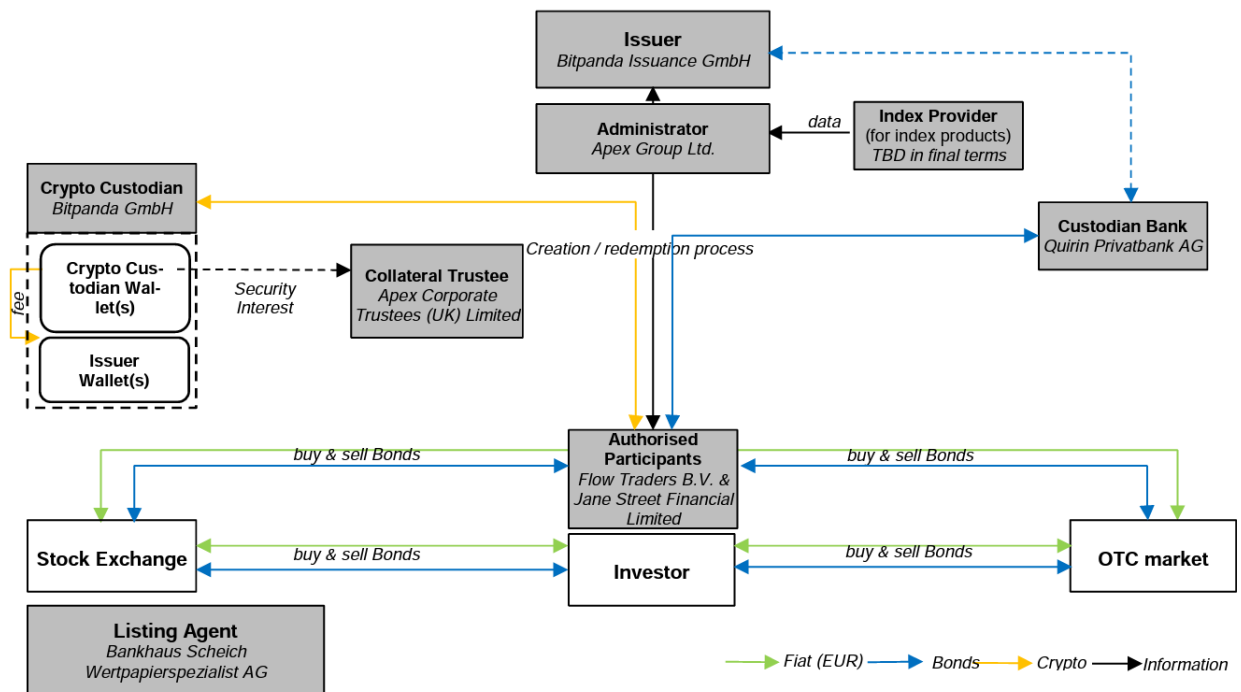 Issuer
Bitpanda Issuance GmbH
Administrator
Apex Group Ltd.
data
Index Provider
(for index products)
TBD in final terms
Crypto Custodian
Bitpanda GmbH
Custodian Bank
Quirin Privatbank AG
Creation / redemption process
Crypto Cus-
todian Wal-
let(s)
fee
Issuer
Wallet(s)
Security
Interest
Collateral Trustee
Apex Corporate
Trustees (UK) Limited
Authorised
Participants
Flow Traders B.V. &
Jane Street Financial
Limited
buy & sell Bonds
buy & sell Bonds
Stock Exchange
buy & sell Bonds
Investor
buy & sell Bonds
OTC market
Listing Agent
Bankhaus Scheich
Wertpapierspezialist AG
Fiat (EUR)
Bonds
Crypto
Information